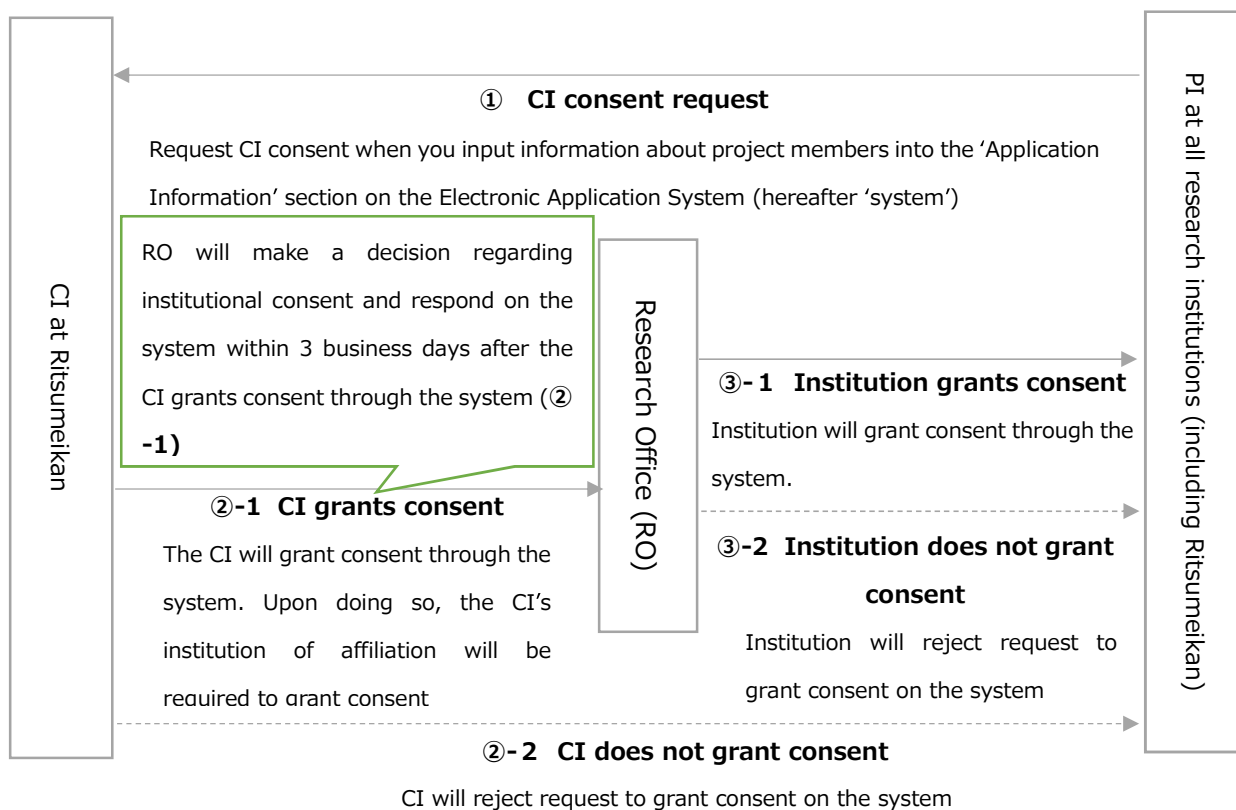 CI at Ritsumeikan
① CI consent request
Request CI consent when you input information about project members into the ‘Application
Information’ section on the Electronic Application System (hereafter ‘system’)
RO will make a decision regarding
institutional consent and respond on the
system within 3 business days after the
CI grants consent through the system (②
-1)
②-1 CI grants consent
The CI will grant consent through the
system. Upon doing so, the CI’s
institution of affiliation will be
required to grant consent
Research Office (RO)
③-1 Institution grants consent
Institution will grant consent through the
system.
③-2 Institution does not grant
consent
Institution will reject request to
grant consent on the system
PI at all research institutions (including Ritsumeikan)
②-2 CI does not grant consent
CI will reject request to grant consent on the system